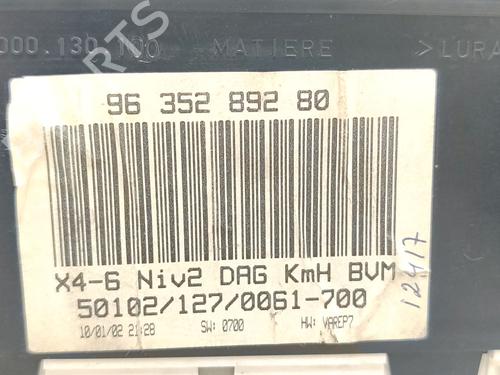 000.130.100 MATIERE >LURA
96 352 892 80
X4-6 Niv2 DAG KmH BVM
50102/127/0061-700
10/01/02 21:28 SW: 0700 HW: VAREP7
12417